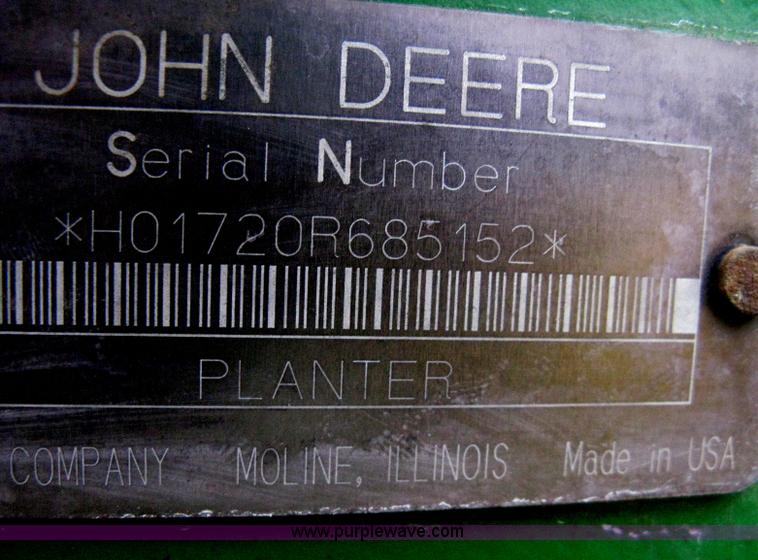 JOHN DEERE
Serial Number
*H01720R685152*
PLANTER
COMPANY MOLINE, ILLINOIS Made in USA
www.purplewave.com